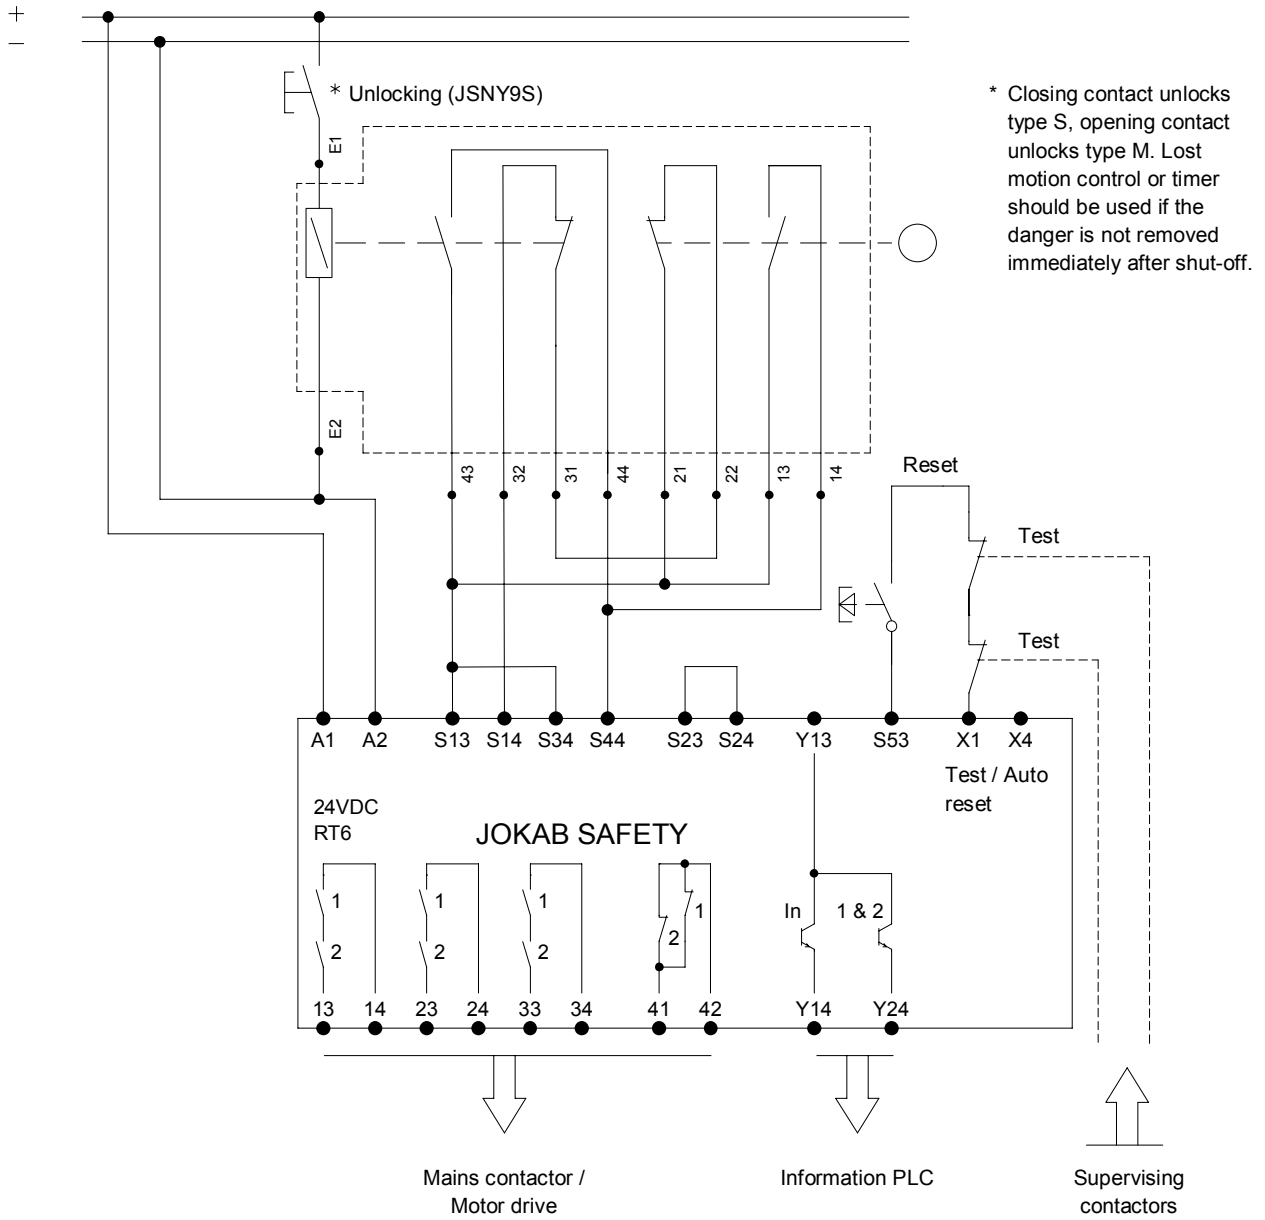 +
−
* Unlocking (JSNY9S)
* Closing contact unlocks
type S, opening contact
unlocks type M. Lost
motion control or timer
should be used if the
danger is not removed
immediately after shut-off.
E1
E2
43
32
31
44
21
22
13
14
Reset
Test
Test
A1
A2
S13
S14
S34
S44
S23
S24
Y13
S53
X1
X4
Test / Auto
reset
24VDC
RT6
JOKAB SAFETY
1
2
1
2
1
2
1
2
In
1 & 2
13
14
23
24
33
34
41
42
Y14
Y24
Mains contactor /
Motor drive
Information PLC
Supervising
contactors